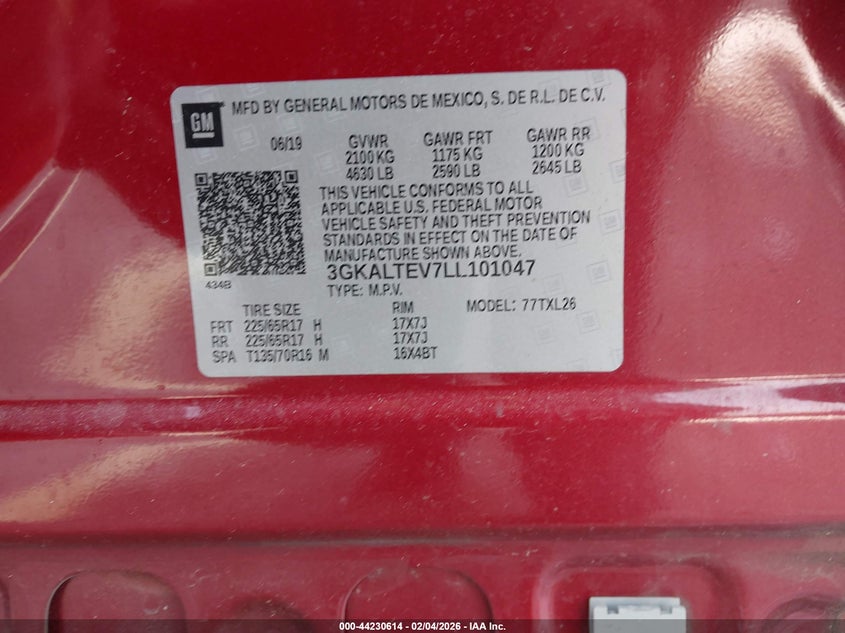 GM
MFD BY GENERAL MOTORS DE MEXICO, S. DE R.L. DE C.V.
06/19 GVWR GAWR FRT GAWR RR
2100 KG 1175 KG 1200 KG
4630 LB 2590 LB 2645 LB
THIS VEHICLE CONFORMS TO ALL
APPLICABLE U.S. FEDERAL MOTOR
VEHICLE SAFETY AND THEFT PREVENTION
STANDARDS IN EFFECT ON THE DATE OF
MANUFACTURE SHOWN ABOVE.
434B
3GKALTEV7LL101047
TYPE: M.P.V. MODEL: 77TXL26
TIRE SIZE RIM
FRT 225/65R17 H 17X7J
RR 225/65R17 H 17X7J
SPA T135/70R16 M 16X4BT
000-44230614 - 02/04/2026 - IAA Inc.